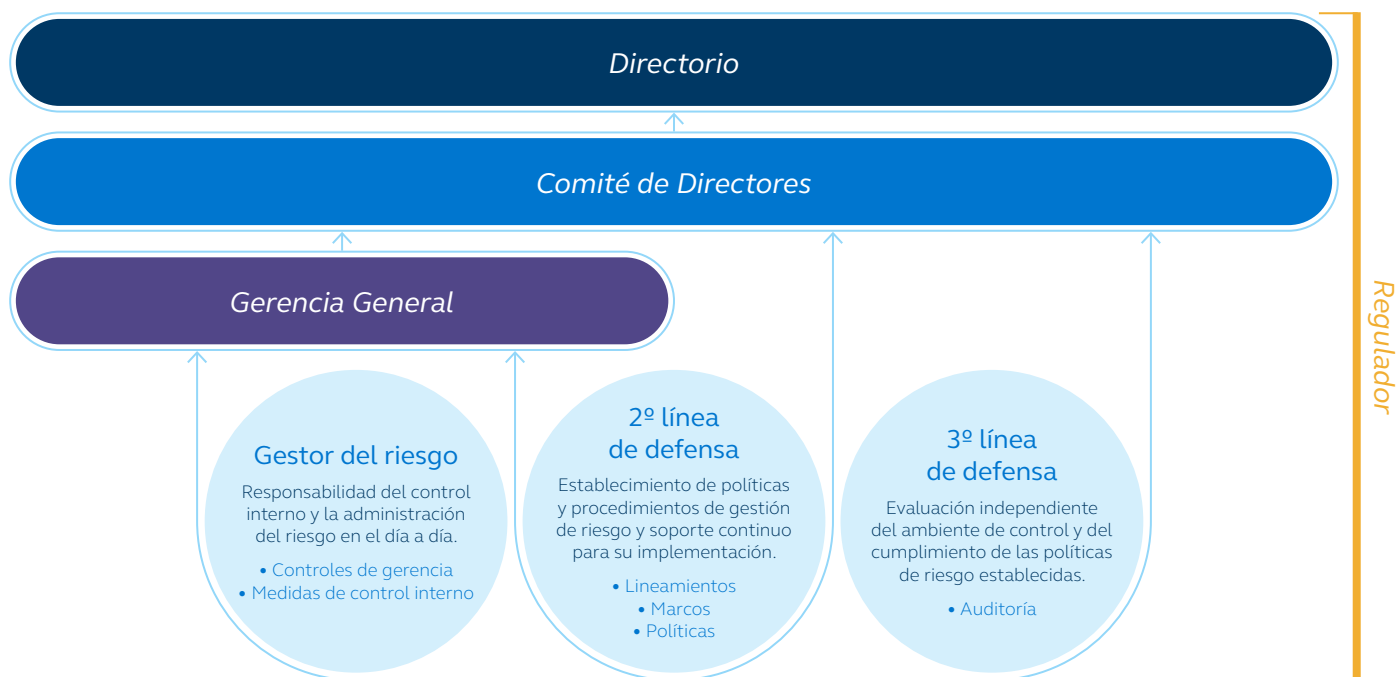 Directorio
Comité de Directores
Gerencia General
Gestor del riesgo
Responsabilidad del control
interno y la administración
del riesgo en el día a día.
• Controles de gerencia
• Medidas de control interno
2º línea
de defensa
Establecimiento de políticas
y procedimientos de gestión
de riesgo y soporte continuo
para su implementación.
• Lineamientos
• Marcos
• Políticas
3º línea
de defensa
Evaluación independiente
del ambiente de control y del
cumplimiento de las políticas
de riesgo establecidas.
• Auditoría
Regulador